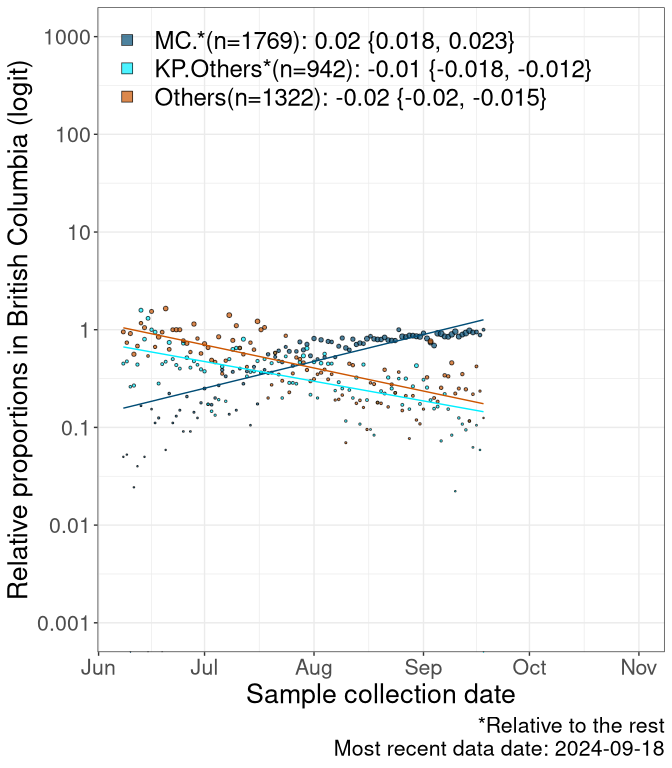 MC.*(n=1769): 0.02 {0.018, 0.023}
KP.Others*(n=942): -0.01 {-0.018, -0.012}
Others(n=1322): -0.02 {-0.02, -0.015}
Relative proportions in British Columbia (logit)
1000
100
10
1
0.1
0.01
0.001
Jun Jul Aug Sep Oct Nov
Sample collection date
*Relative to the rest
Most recent data date: 2024-09-18